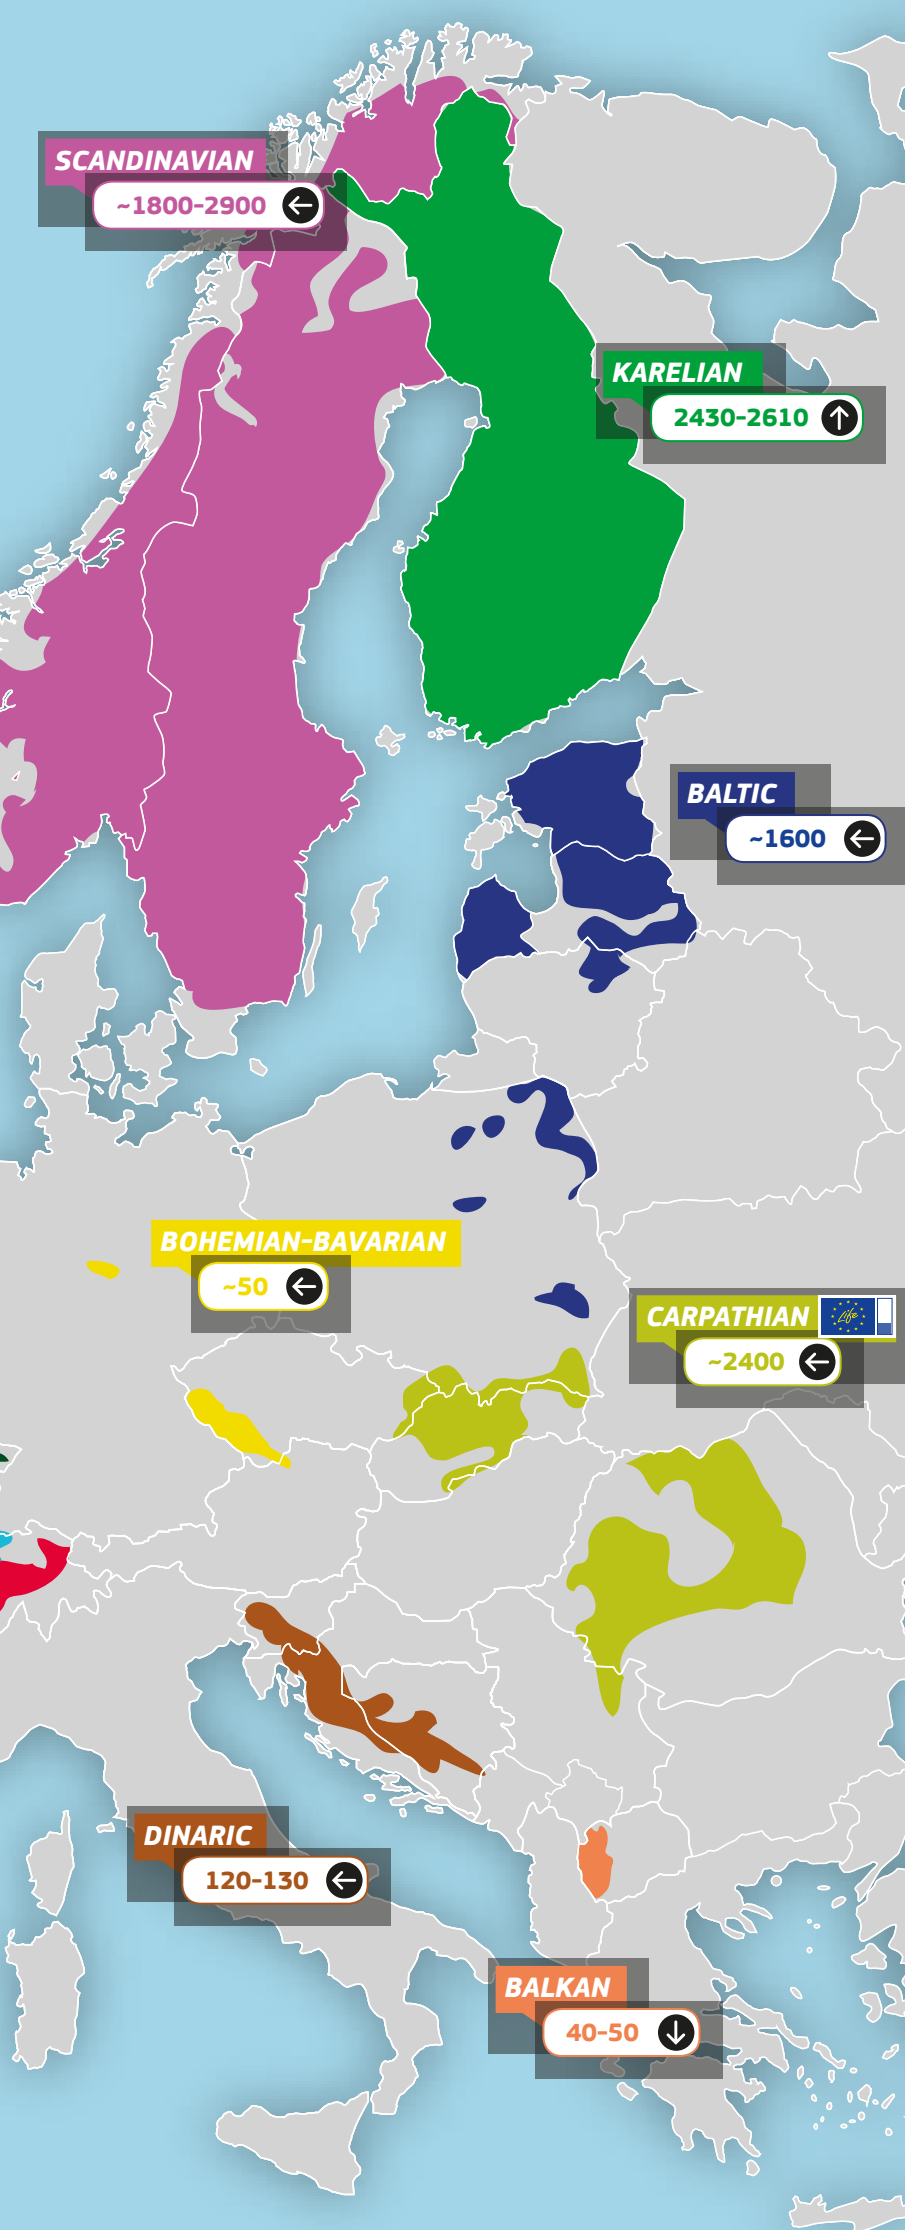 SCANDINAVIAN
~1800-2900
KARELIAN
2430-2610
BALTIC
~1600
BOHEMIAN-BAVARIAN
~50
CARPATHIAN
Life
~2400
DINARIC
120-130
BALKAN
40-50